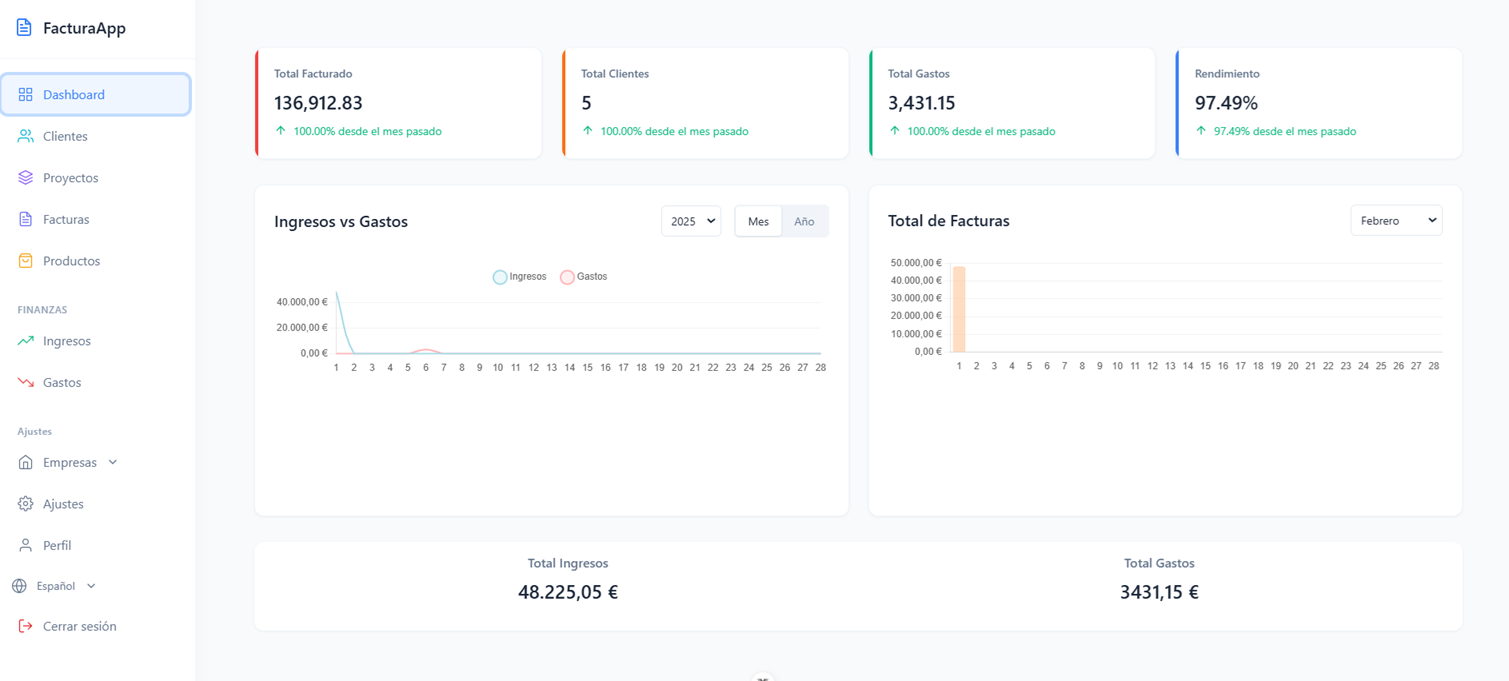 FacturaApp
Dashboard
Clientes
Proyectos
Facturas
Productos
FINANZAS
Ingresos
Gastos
Ajustes
Empresas
Ajustes
Perfil
Español
Cerrar sesión
Total Facturado
136,912.83
100.00% desde el mes pasado
Total Clientes
5
100.00% desde el mes pasado
Total Gastos
3,431.15
100.00% desde el mes pasado
Rendimiento
97.49%
97.49% desde el mes pasado
Ingresos vs Gastos
2025
Mes
Año
Ingresos
Gastos
40.000,00 €
20.000,00 €
0,00 €
1 2 3 4 5 6 7 8 9 10 11 12 13 14 15 16 17 18 19 20 21 22 23 24 25 26 27 28
Total de Facturas
Febrero
50.000,00 €
40.000,00 €
30.000,00 €
20.000,00 €
10.000,00 €
0,00 €
1 2 3 4 5 6 7 8 9 10 11 12 13 14 15 16 17 18 19 20 21 22 23 24 25 26 27 28
Total Ingresos
48.225,05 €
Total Gastos
3431,15 €